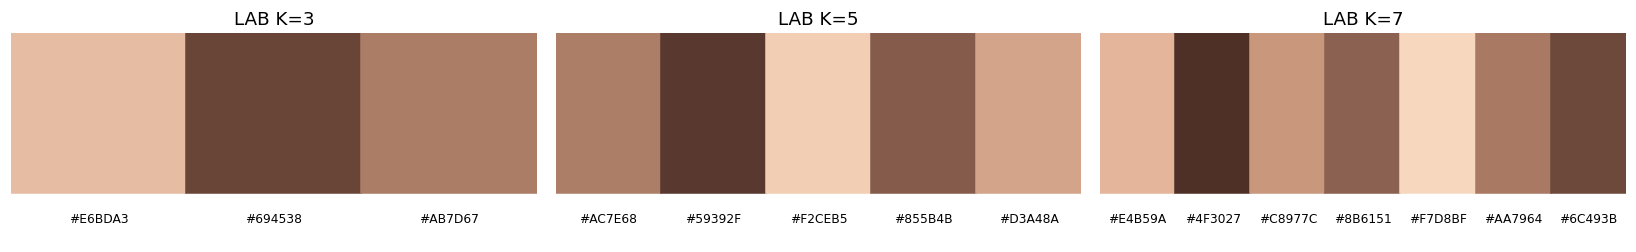 LAB K=3
LAB K=5
LAB K=7
#E6BDA3 #694538 #AB7D67
#AC7E68 #59392F #F2CEB5 #855B4B #D3A48A
#E4B59A #4F3027 #C8977C #8B6151 #F7D8BF #AA7964 #6C493B